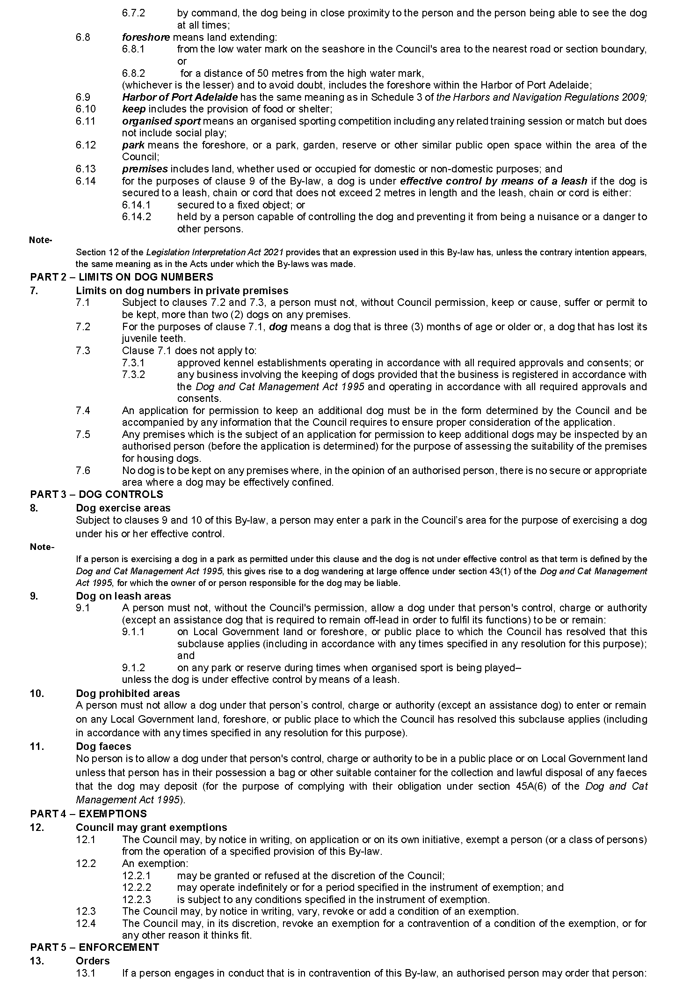 6.7.2 by command, the dog being in close proximity to the person and the person being able to see the dog
at all times;
6.8 foreshore means land extending:
6.8.1 from the low water mark on the seashore in the Council's area to the nearest road or section boundary,
or
6.8.2 for a distance of 50 metres from the high water mark,
(whichever is the lesser) and to avoid doubt, includes the foreshore within the Harbor of Port Adelaide;
6.9 Harbor of Port Adelaide has the same meaning as in Schedule 3 of the Harbors and Navigation Regulations 2009;
6.10 keep includes the provision of food or shelter;
6.11 organised sport means an organised sporting competition including any related training session or match but does
not include social play;
6.12 park means the foreshore, or a park, garden, reserve or other similar public open space within the area of the
Council;
6.13 premises includes land, whether used or occupied for domestic or non-domestic purposes; and
6.14 for the purposes of clause 9 of the By-law, a dog is under effective control by means of a leash if the dog is
secured to a leash, chain or cord that does not exceed 2 metres in length and the leash, chain or cord is either:
6.14.1 secured to a fixed object; or
6.14.2 held by a person capable of controlling the dog and preventing it from being a nuisance or a danger to
other persons.
Note-
Section 12 of the Legislation Interpretation Act 2021 provides that an expression used in this By-law has, unless the contrary intention appears,
the same meaning as in the Acts under which the By-laws was made.
PART 2 – LIMITS ON DOG NUMBERS
7. Limits on dog numbers in private premises
7.1 Subject to clauses 7.2 and 7.3, a person must not, without Council permission, keep or cause, suffer or permit to
be kept, more than two (2) dogs on any premises.
7.2 For the purposes of clause 7.1, dog means a dog that is three (3) months of age or older or, a dog that has lost its
juvenile teeth.
7.3 Clause 7.1 does not apply to:
7.3.1 approved kennel establishments operating in accordance with all required approvals and consents; or
7.3.2 any business involving the keeping of dogs provided that the business is registered in accordance with
the Dog and Cat Management Act 1995 and operating in accordance with all required approvals and
consents.
7.4 An application for permission to keep an additional dog must be in the form determined by the Council and be
accompanied by any information that the Council requires to ensure proper consideration of the application.
7.5 Any premises which is the subject of an application for permission to keep additional dogs may be inspected by an
authorised person (before the application is determined) for the purpose of assessing the suitability of the premises
for housing dogs.
7.6 No dog is to be kept on any premises where, in the opinion of an authorised person, there is no secure or appropriate
area where a dog may be effectively confined.
PART 3 – DOG CONTROLS
8. Dog exercise areas
Subject to clauses 9 and 10 of this By-law, a person may enter a park in the Council’s area for the purpose of exercising a dog
under his or her effective control.
Note-
If a person is exercising a dog in a park as permitted under this clause and the dog is not under effective control as that term is defined by the
Dog and Cat Management Act 1995, this gives rise to a dog wandering at large offence under section 43(1) of the Dog and Cat Management
Act 1995, for which the owner of or person responsible for the dog may be liable.
9. Dog on leash areas
9.1 A person must not, without the Council's permission, allow a dog under that person's control, charge or authority
(except an assistance dog that is required to remain off-lead in order to fulfil its functions) to be or remain:
9.1.1 on Local Government land or foreshore, or public place to which the Council has resolved that this
subclause applies (including in accordance with any times specified in any resolution for this purpose);
and
9.1.2 on any park or reserve during times when organised sport is being played–
unless the dog is under effective control by means of a leash.
10. Dog prohibited areas
A person must not allow a dog under that person’s control, charge or authority (except an assistance dog) to enter or remain
on any Local Government land, foreshore, or public place to which the Council has resolved this subclause applies (including
in accordance with any times specified in any resolution for this purpose).
11. Dog faeces
No person is to allow a dog under that person's control, charge or authority to be in a public place or on Local Government land
unless that person has in their possession a bag or other suitable container for the collection and lawful disposal of any faeces
that the dog may deposit (for the purpose of complying with their obligation under section 45A(6) of the Dog and Cat
Management Act 1995).
PART 4 – EXEMPTIONS
12. Council may grant exemptions
12.1 The Council may, by notice in writing, on application or on its own initiative, exempt a person (or a class of persons)
from the operation of a specified provision of this By-law.
12.2 An exemption:
12.2.1 may be granted or refused at the discretion of the Council;
12.2.2 may operate indefinitely or for a period specified in the instrument of exemption; and
12.2.3 is subject to any conditions specified in the instrument of exemption.
12.3 The Council may, by notice in writing, vary, revoke or add a condition of an exemption.
12.4 The Council may, in its discretion, revoke an exemption for a contravention of a condition of the exemption, or for
any other reason it thinks fit.
PART 5 – ENFORCEMENT
13. Orders
13.1 If a person engages in conduct that is in contravention of this By-law, an authorised person may order that person: